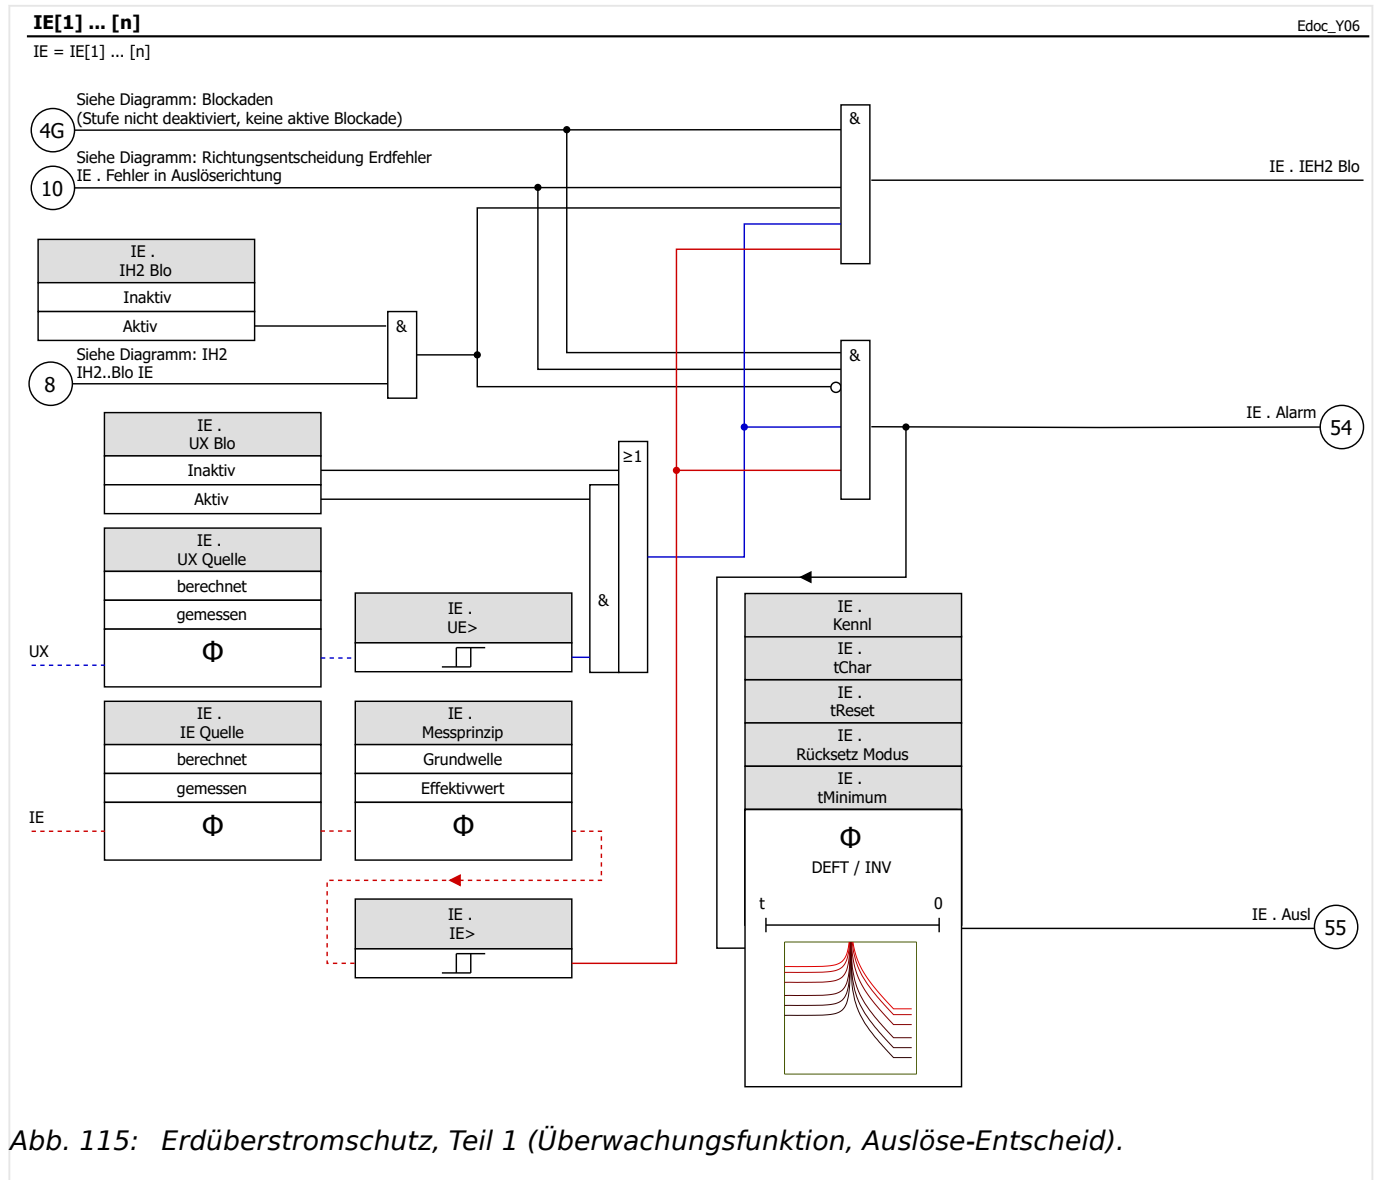 IE[1] ... [n]
Edoc_Y06
IE = IE[1] ... [n]
Siehe Diagramm: Blockaden
4G
(Stufe nicht deaktiviert, keine aktive Blockade)
&
Siehe Diagramm: Richtungsentscheidung Erdfehler
10
IE . Fehler in Auslöserichtung
IE . IEH2 Blo
IE .
IH2 Blo
Inaktiv
Aktiv
&
Siehe Diagramm: IH2
8
IH2..Blo IE
&
IE . Alarm
54
IE .
UX Blo
Inaktiv
Aktiv
≥1
&
IE .
UX Quelle
berechnet
gemessen
Φ
UX
IE .
UE>
IE .
IE Quelle
berechnet
gemessen
Φ
IE
IE .
Messprinzip
Grundwelle
Effektivwert
Φ
IE .
IE>
IE .
Kennl
IE .
tChar
IE .
tReset
IE .
Rücksetz Modus
IE .
tMinimum
Φ
DEFT / INV
t
0
IE . Ausl
55
Abb. 115: Erdüberstromschutz, Teil 1 (Überwachungsfunktion, Auslöse-Entscheid).